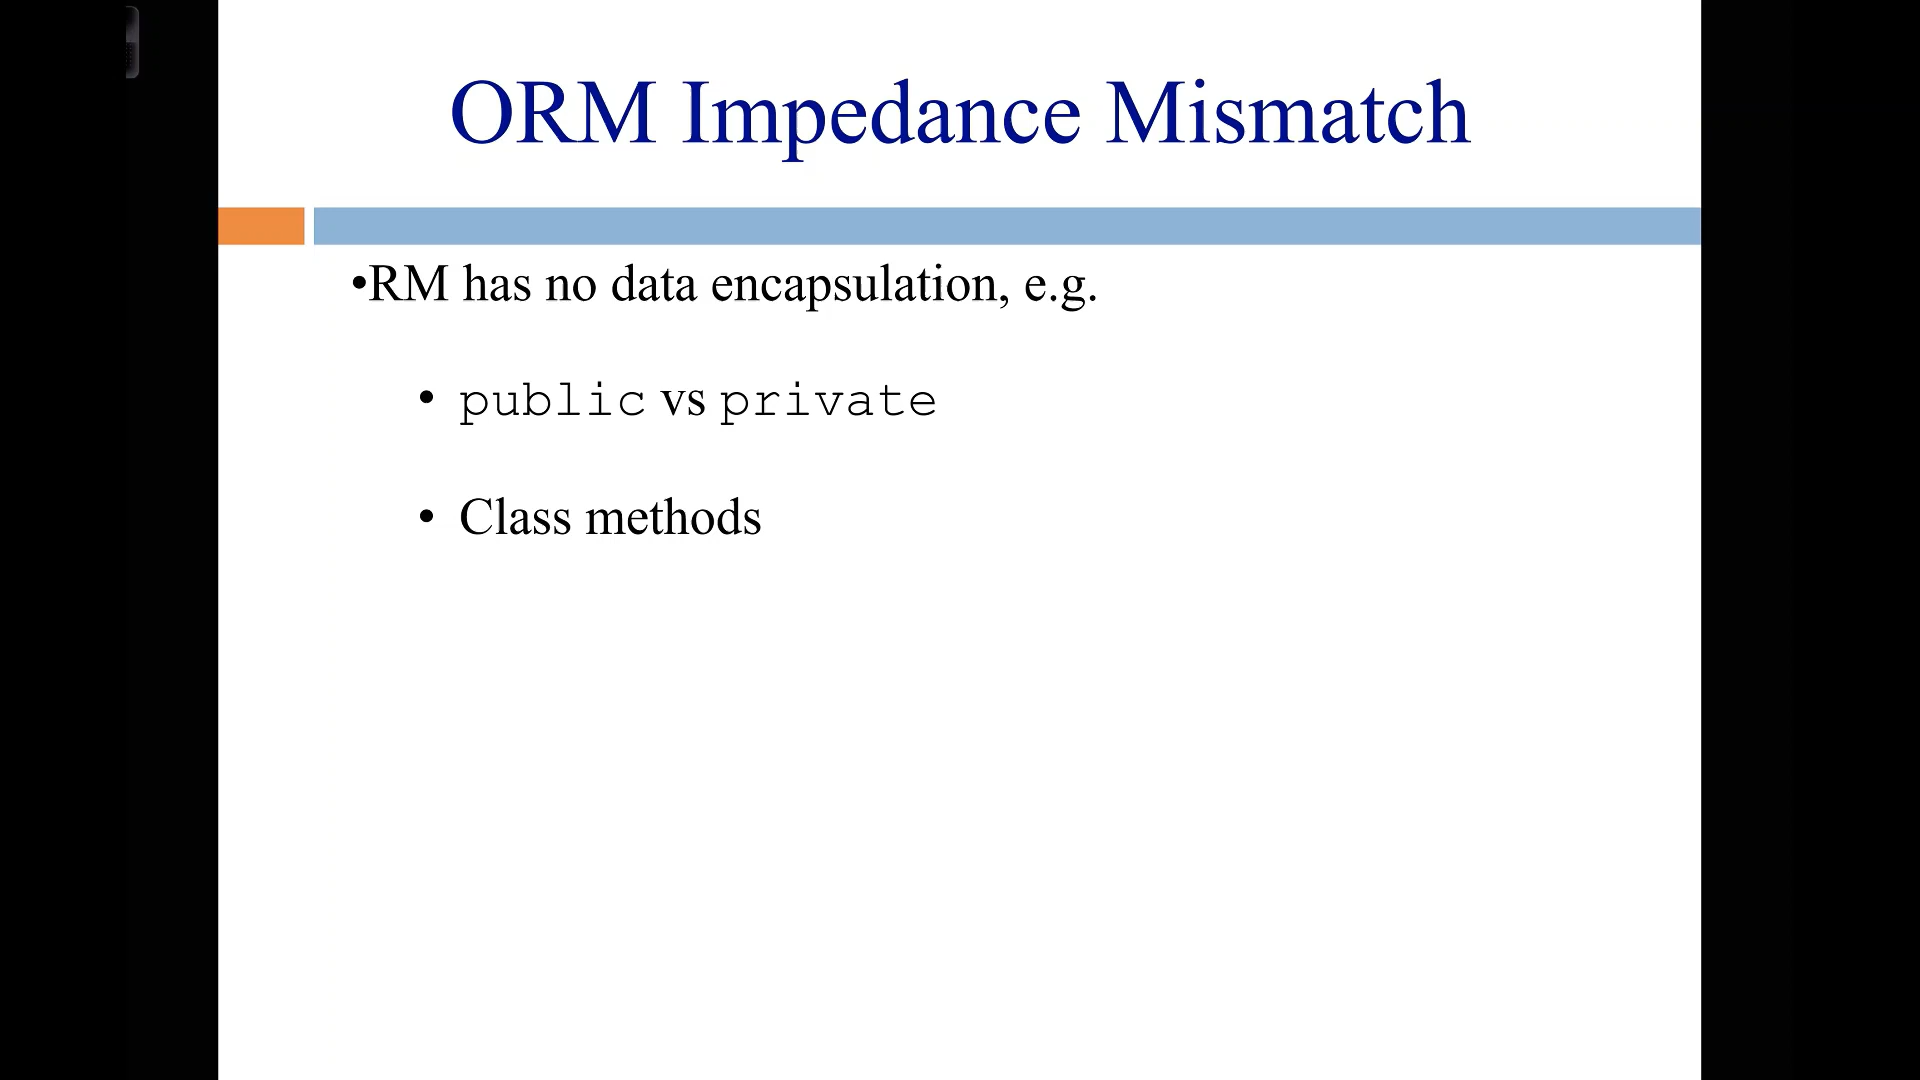 ORM Impedance Mismatch
•RM has no data encapsulation, e.g.
• public vs private
• Class methods